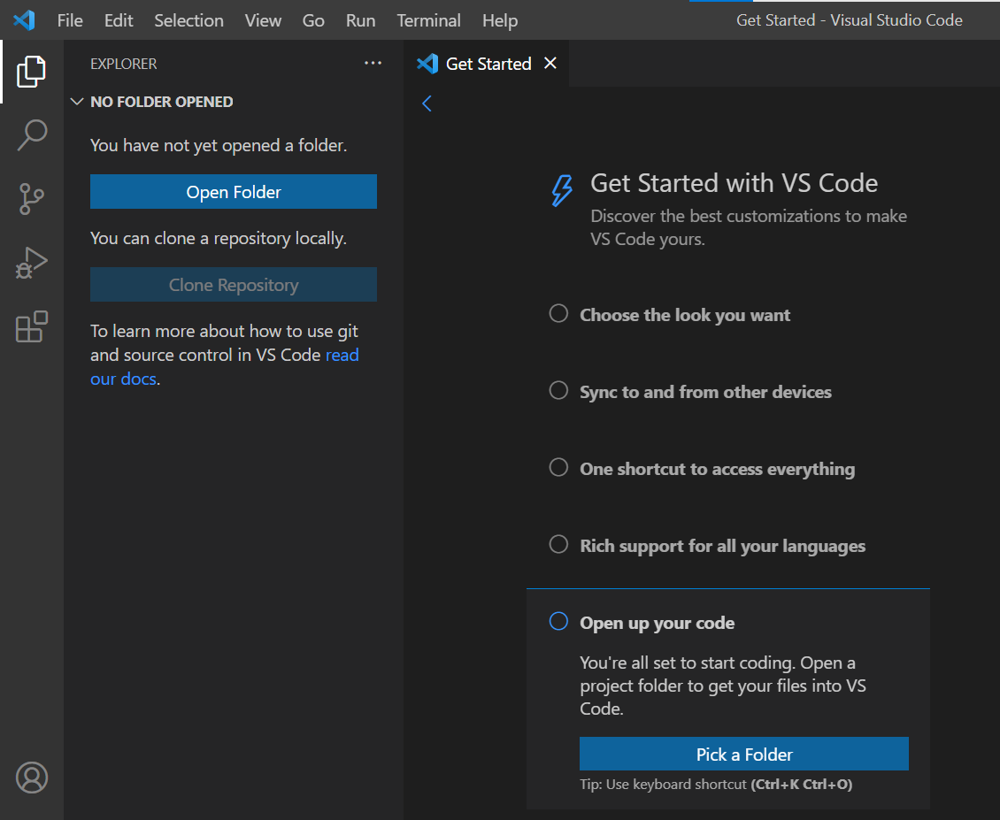 File Edit Selection View Go Run Terminal Help
Get Started - Visual Studio Code
EXPLORER
NO FOLDER OPENED
You have not yet opened a folder.
Open Folder
You can clone a repository locally.
Clone Repository
To learn more about how to use git
and source control in VS Code read
our docs.
Get Started
Get Started with VS Code
Discover the best customizations to make
VS Code yours.
Choose the look you want
Sync to and from other devices
One shortcut to access everything
Rich support for all your languages
Open up your code
You're all set to start coding. Open a
project folder to get your files into VS
Code.
Pick a Folder
Tip: Use keyboard shortcut (Ctrl+K Ctrl+O)